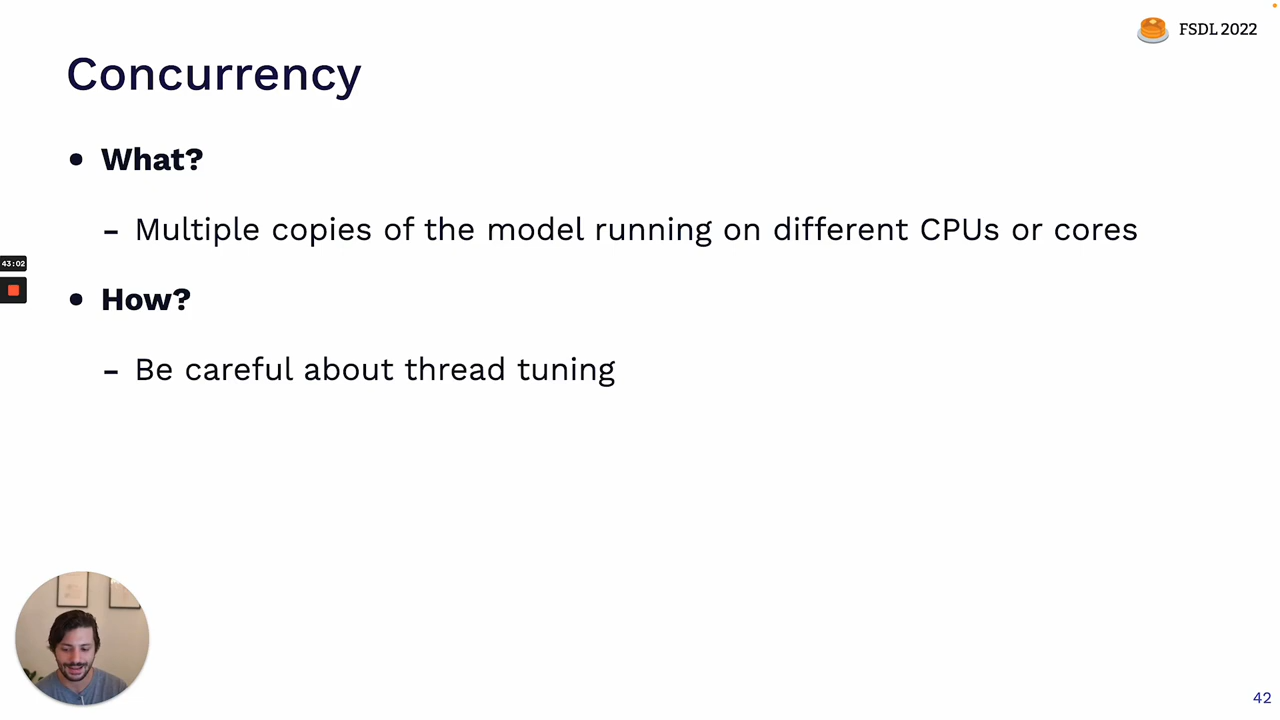 FSDL 2022
Concurrency
• What?
– Multiple copies of the model running on different CPUs or cores
43:02
• How?
– Be careful about thread tuning
42